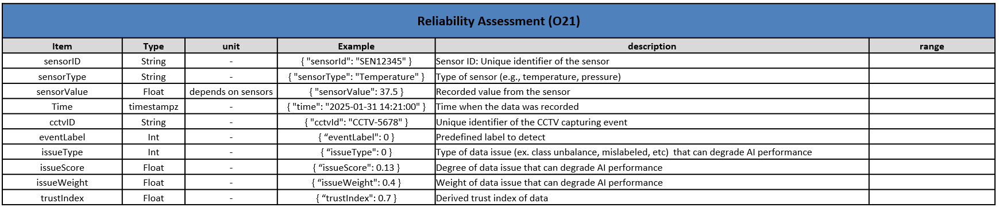 Reliability Assessment (O21)
Item Type unit Example description range
sensorID String - { "sensorId": "SEN12345" } Sensor ID: Unique identifier of the sensor
sensorType String - { "sensorType": "Temperature" } Type of sensor (e.g., temperature, pressure)
sensorValue Float depends on sensors { "sensorValue": 37.5 } Recorded value from the sensor
Time timestampz - { "time": "2025-01-31 14:21:00" } Time when the data was recorded
cctvID String - { "cctvId": "CCTV-5678" } Unique identifier of the CCTV capturing event
eventLabel Int - { “eventLabel": 0 } Predefined label to detect
issueType Int - { “issueType": 0 } Type of data issue (ex. class unbalance, mislabeled, etc) that can degrade AI performance
issueScore Float - { “issueScore": 0.13 } Degree of data issue that can degrade AI performance
issueWeight Float - { “issueWeight": 0.4 } Weight of data issue that can degrade AI performance
trustIndex Float - { “trustIndex": 0.7 } Derived trust index of data